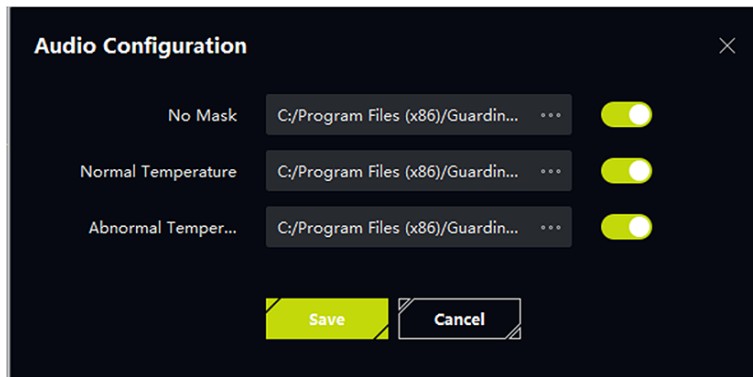 Audio Configuration
No Mask C:/Program Files (x86)/Guardin...
Normal Temperature C:/Program Files (x86)/Guardin...
Abnormal Temper... C:/Program Files (x86)/Guardin...
Save Cancel